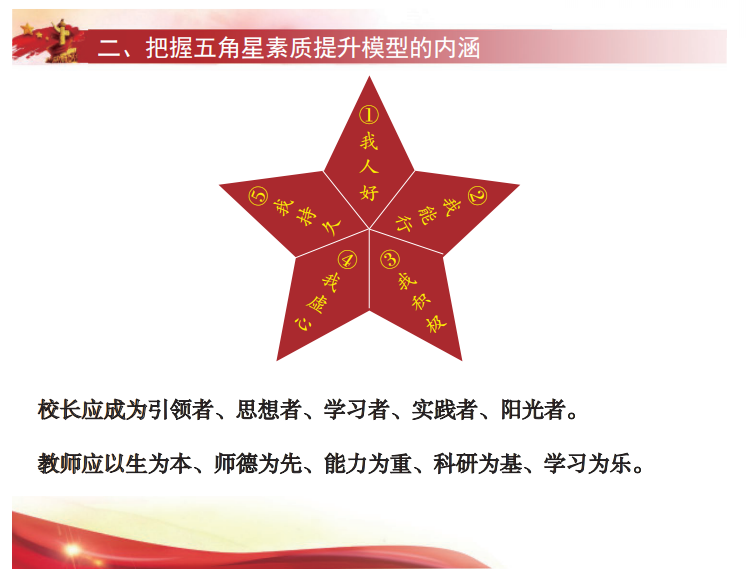 二、把握五角星素质提升模型的内涵
①我人好
②我能行
③我积极
④我虚心
⑤我持久
校长应成为引领者、思想者、学习者、实践者、阳光者。
教师应以生为本、师德为先、能力为重、科研为基、学习为乐。